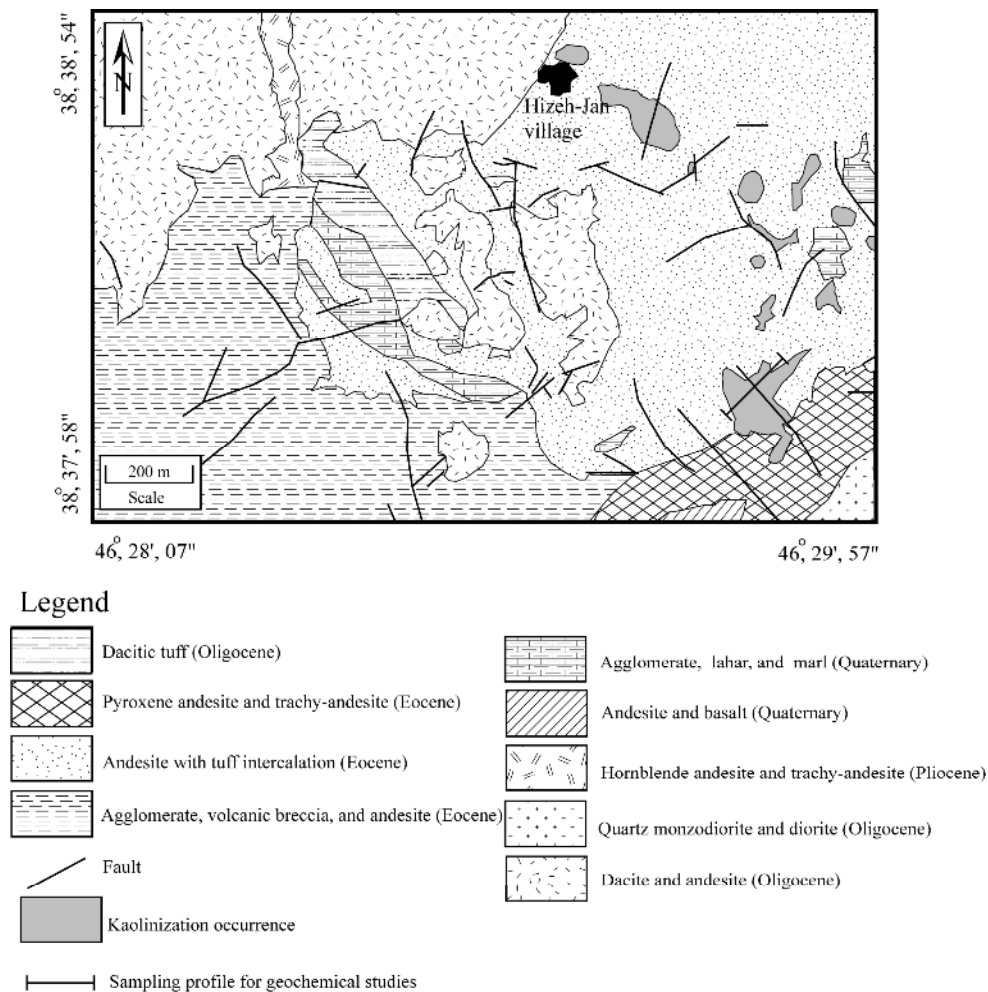 38°, 38', 54"
N
Hizeh-Jan
village
38°, 37', 58"
200 m
Scale
46°, 28', 07"
46°, 29', 57"
Legend
Dacitic tuff (Oligocene)
Pyroxene andesite and trachy-andesite (Eocene)
Andesite with tuff intercalation (Eocene)
Agglomerate, volcanic breccia, and andesite (Eocene)
Fault
Kaolinization occurrence
Sampling profile for geochemical studies
Agglomerate, lahar, and marl (Quaternary)
Andesite and basalt (Quaternary)
Hornblende andesite and trachy-andesite (Pliocene)
Quartz monzodiorite and diorite (Oligocene)
Dacite and andesite (Oligocene)